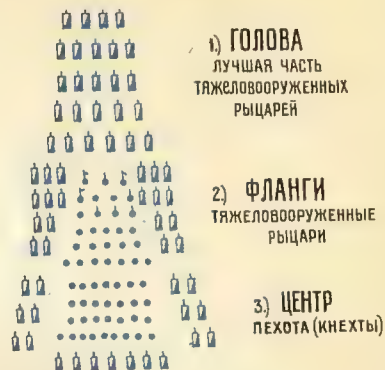 1.) ГОЛОВА
ЛУЧШАЯ ЧАСТЬ
ТЯЖЕЛОВООРУЖЕННЫХ
РЫЦАРЕЙ
2.) ФЛАНГИ
ТЯЖЕЛОВООРУЖЕННЫЕ
РЫЦАРИ
3.) ЦЕНТР
ПЕХОТА (КНЕХТЫ)